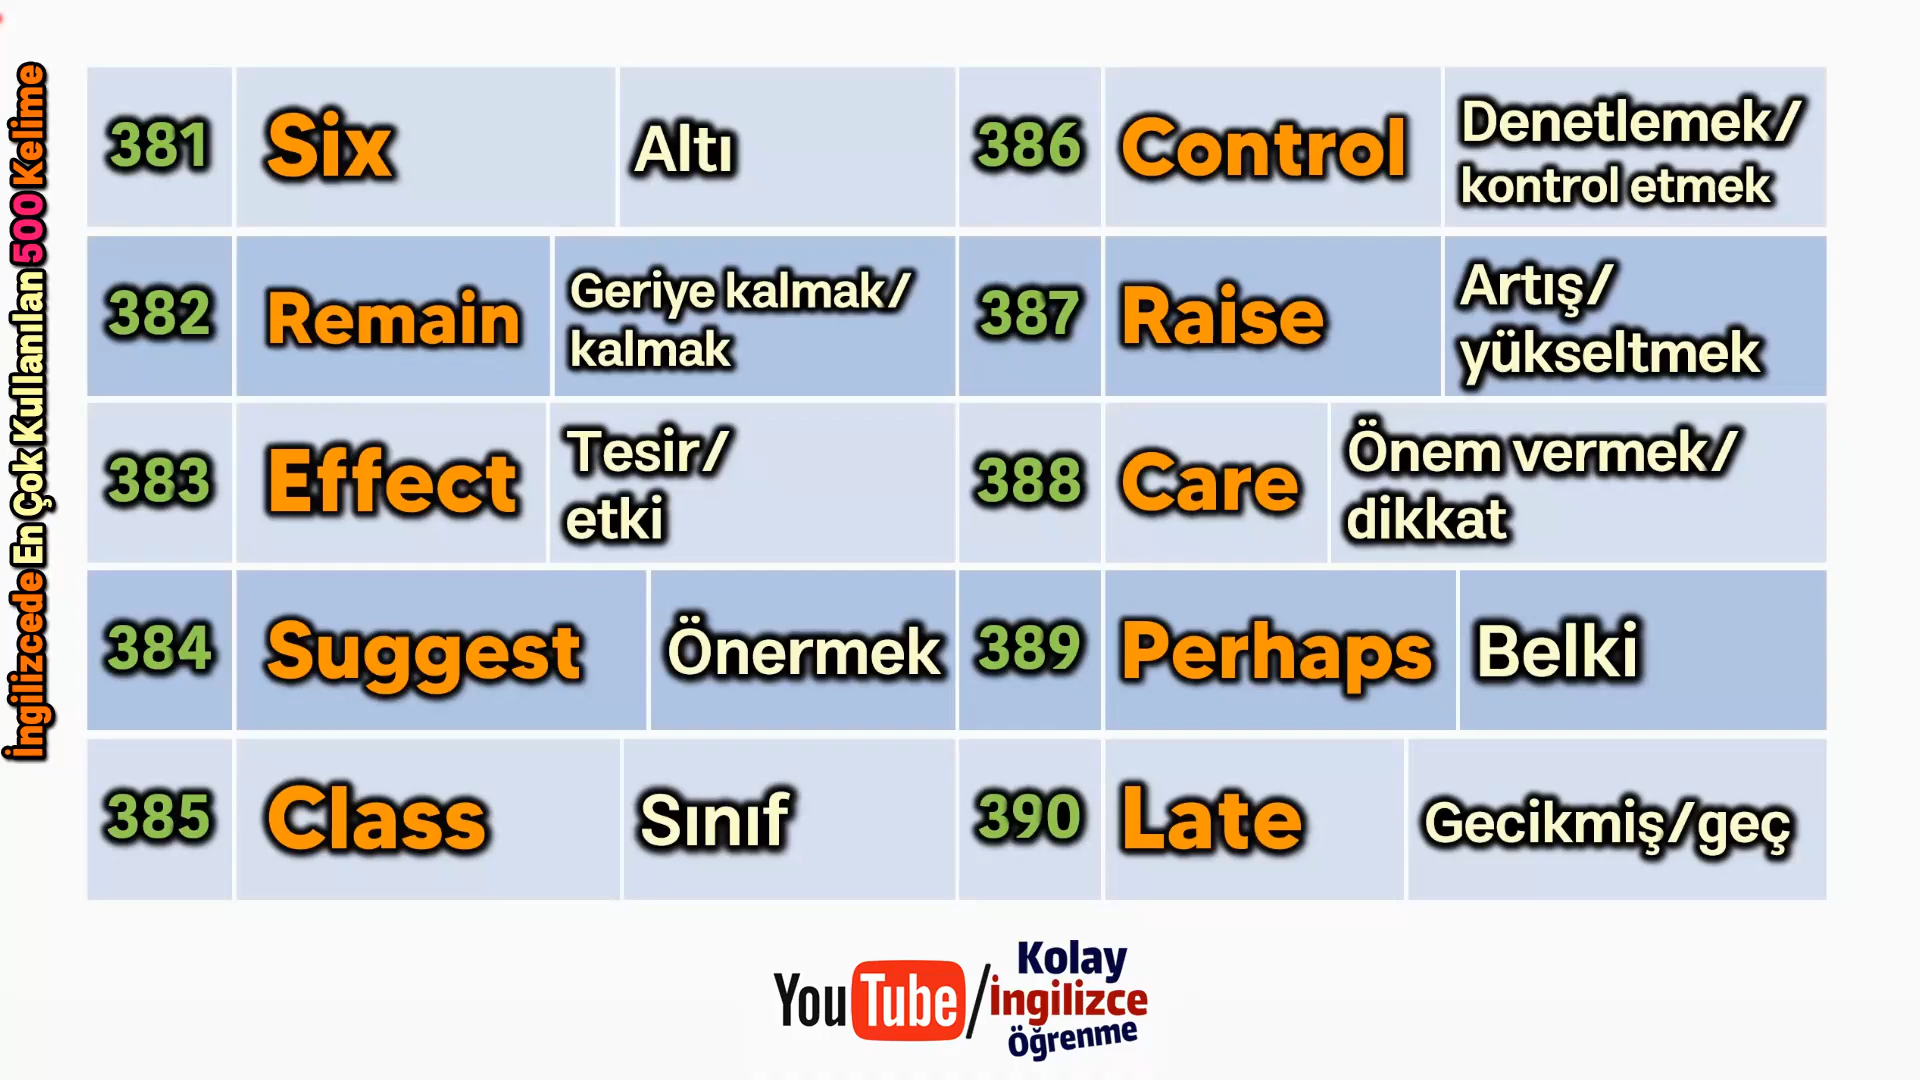 İngilizcede En Çok Kullanılan 500 Kelime
381 Six Altı
382 Remain Geriye kalmak/
kalmak
383 Effect Tesir/
etki
384 Suggest Önermek
385 Class Sınıf
386 Control Denetlemek/
kontrol etmek
387 Raise Artış/
yükseltmek
388 Care Önem vermek/
dikkat
389 Perhaps Belki
390 Late Gecikmiş/geç
YouTube/Kolay
İngilizce
Öğrenme